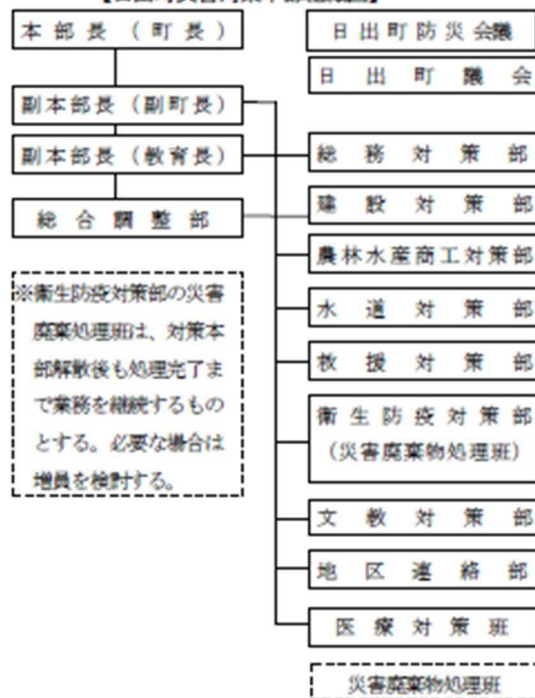 本部長（町長）
日出町防災会議
日出町議会
副本部長（副町長）
副本部長（教育長）
総務対策部
総合調整部
建設対策部
農林水産商工対策部
※衛生防疫対策部の災害
廃棄処理班は、対策本
部解散後も処理完了ま
で業務を継続するもの
とする。必要な場合は
増員を検討する。
水道対策部
救援対策部
衛生防疫対策部
（災害廃棄物処理班）
文教対策部
地区連絡部
医療対策班
災害廃棄物処理班